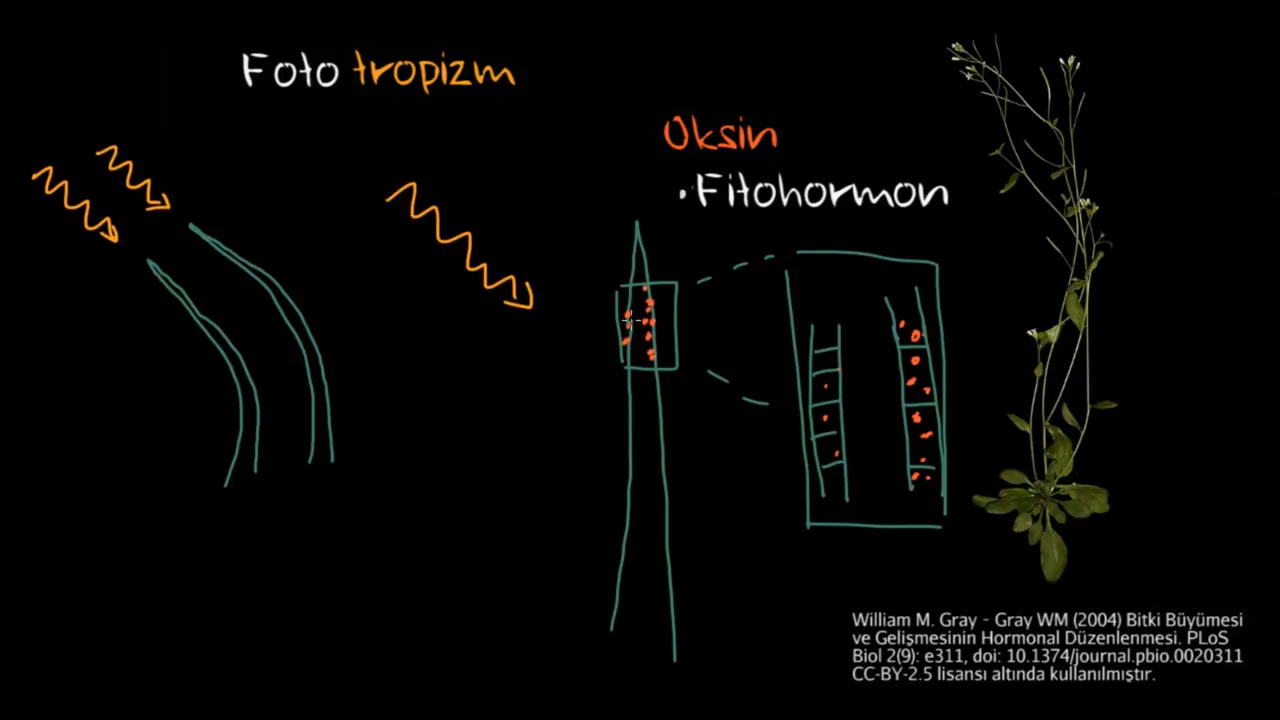 Foto tropizm
Oksin
• Fitohormon
William M. Gray - Gray WM (2004) Bitki Büyümesi
ve Gelişmesinin Hormonal Düzenlenmesi. PLoS
Biol 2(9): e311, doi: 10.1374/journal.pbio.0020311
CC-BY-2.5 lisansı altında kullanılmıştır.